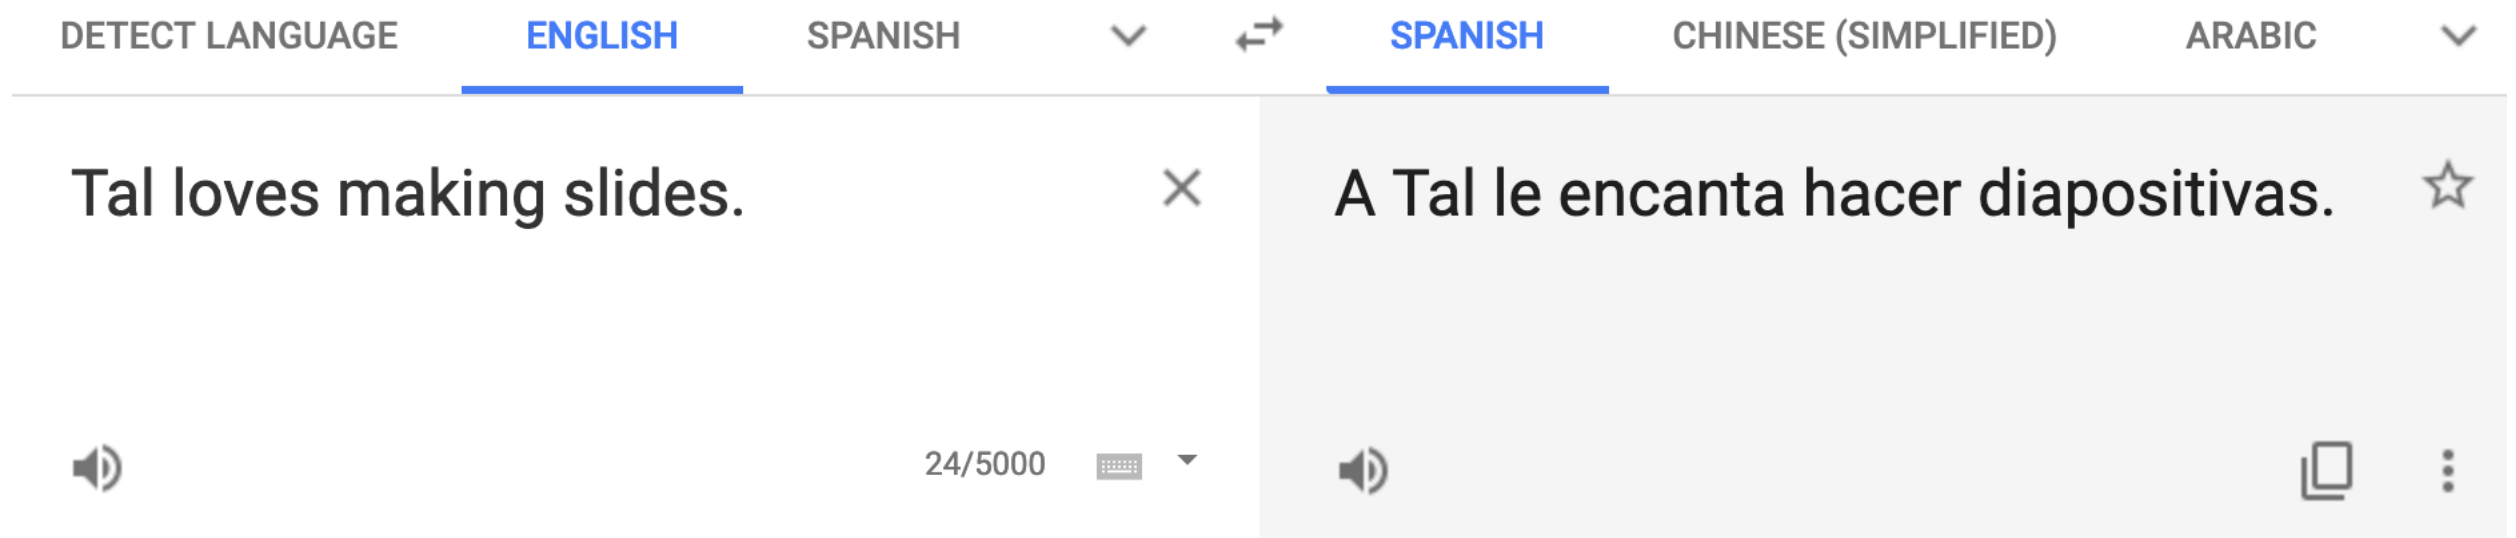 DETECT LANGUAGE ENGLISH SPANISH SPANISH CHINESE (SIMPLIFIED) ARABIC
Tal loves making slides.
A Tal le encanta hacer diapositivas.
24/5000